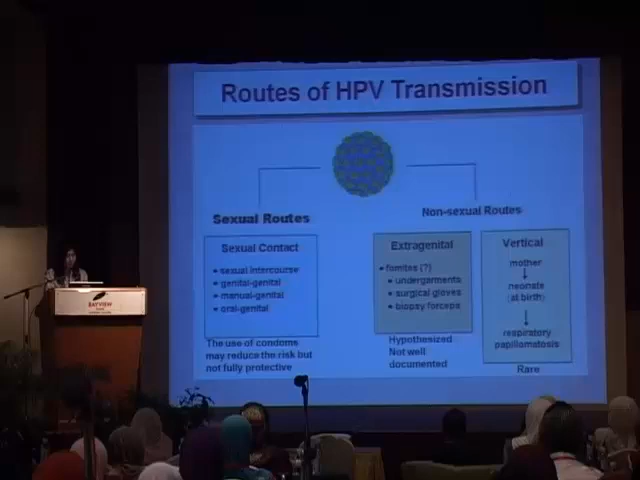 Routes of HPV Transmission
Sexual Routes
Non-sexual Routes
Sexual Contact
• sexual intercourse
• genital-genital
• manual-genital
• oral-genital
The use of condome
may reduce the risk but
not fully protective
Extragenital
• fomites (?)
• undergarments
• surgical gloves
• biopsy forceps
Hypothesized
Not well
documented
Vertical
mother
neonate
(at birth)
respiratory
papillomatosis
Rare
BAYVIEW